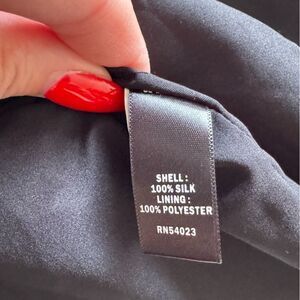 SHELL:
100% SILK
LINING:
100% POLYESTER
RN54023